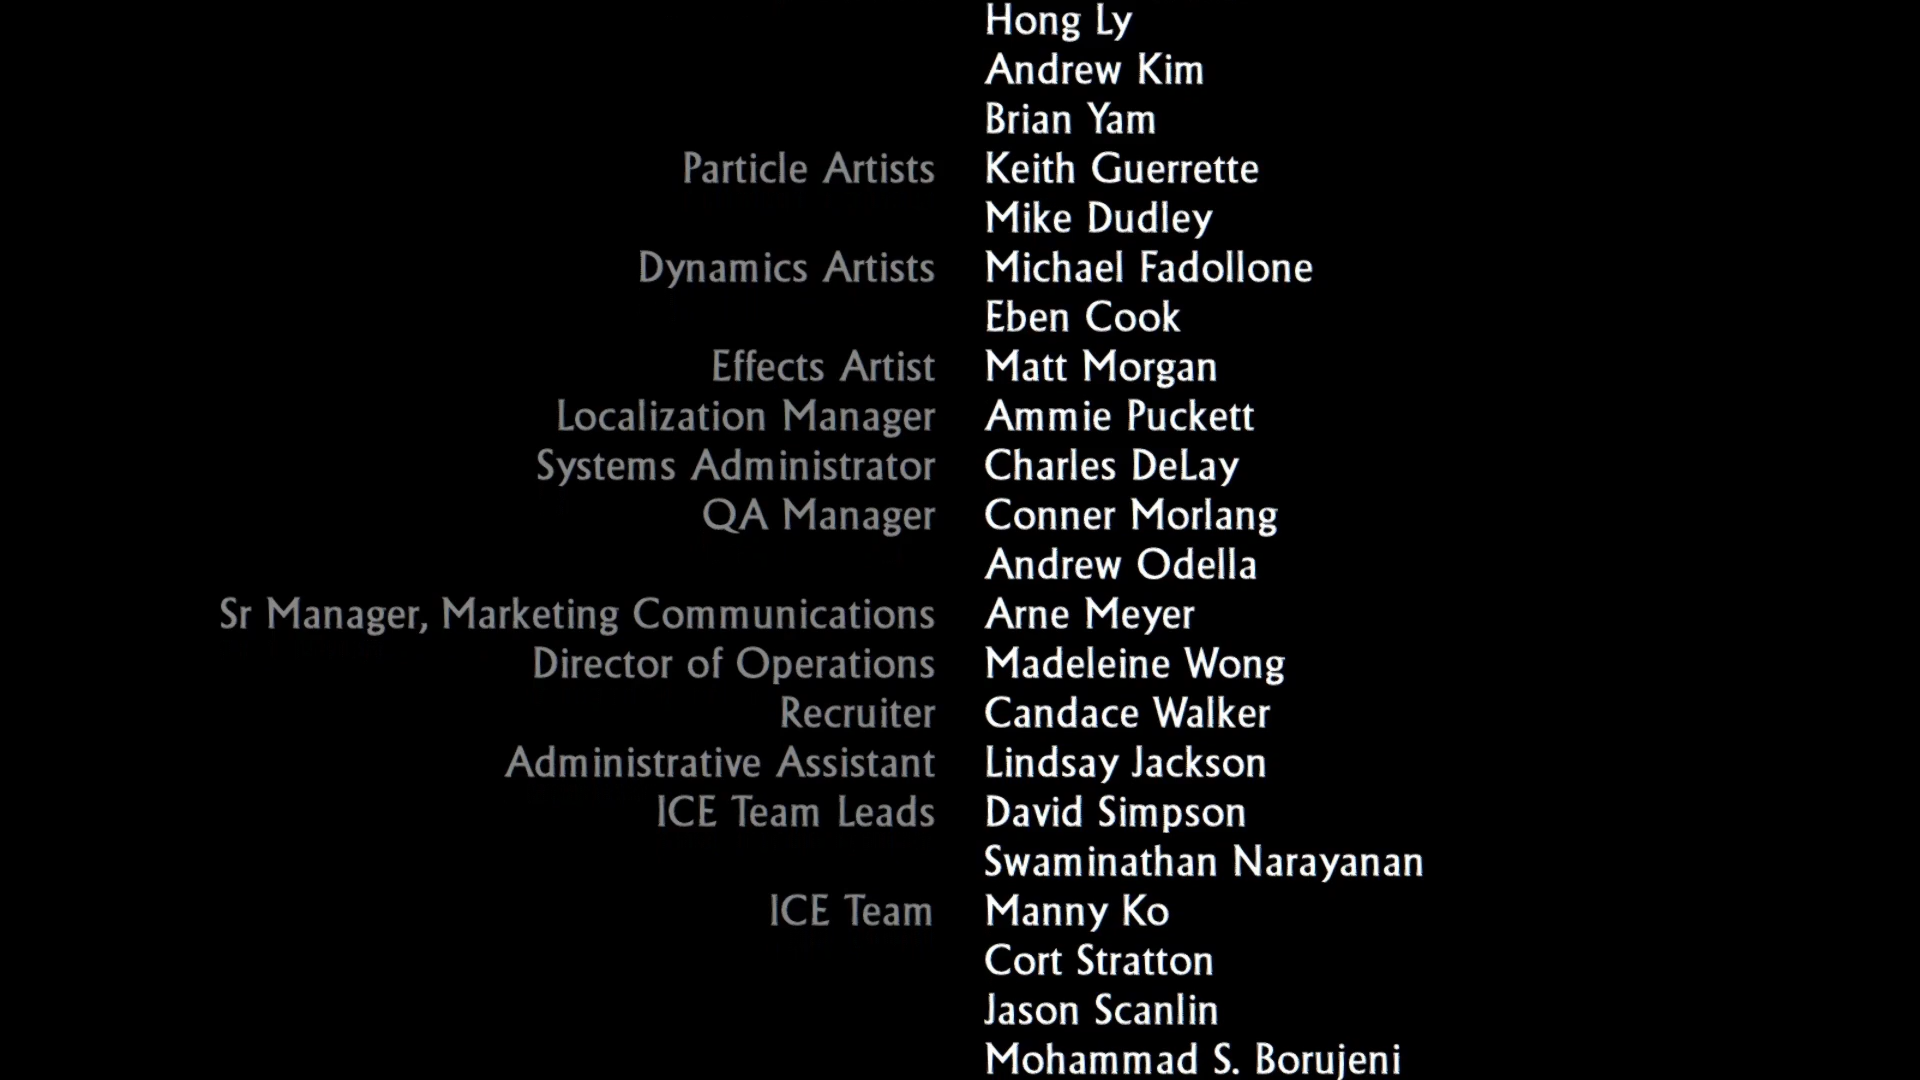 Hong Ly
Andrew Kim
Brian Yam
Particle Artists Keith Guerrette
Mike Dudley
Dynamics Artists Michael Fadollone
Eben Cook
Effects Artist Matt Morgan
Localization Manager Ammie Puckett
Systems Administrator Charles DeLay
QA Manager Conner Morlang
Andrew Odella
Sr Manager, Marketing Communications Arne Meyer
Director of Operations Madeleine Wong
Recruiter Candace Walker
Administrative Assistant Lindsay Jackson
ICE Team Leads David Simpson
Swaminathan Narayanan
ICE Team Manny Ko
Cort Stratton
Jason Scanlin
Mohammad S. Borujeni